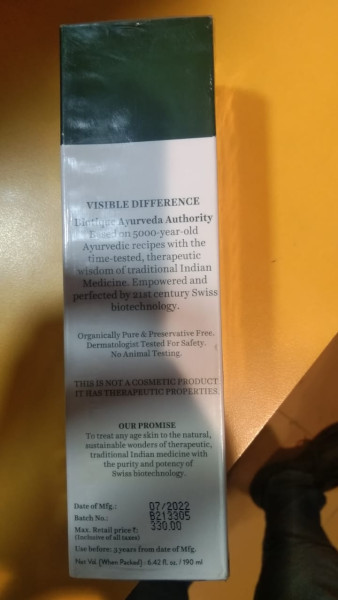 VISIBLE DIFFERENCE
Biotique Ayurveda Authority
Based on 5000-year-old
Ayurvedic recipes with the
time-tested, therapeutic
wisdom of traditional Indian
Medicine. Empowered and
perfected by 21st century Swiss
biotechnology.
Organically Pure & Preservative Free.
Dermatologist Tested For Safety.
No Animal Testing.
THIS IS NOT A COSMETIC PRODUCT.
IT HAS THERAPEUTIC PROPERTIES.
OUR PROMISE
To treat any age skin to the natural,
sustainable wonders of therapeutic,
traditional Indian medicine with
the purity and potency of
Swiss biotechnology.
Date of Mfg.: 07/2022
Batch No.: B213305
Max. Retail price ₹: 330.00
(Inclusive of all taxes)
Use before: 3 years from date of Mfg.
Net Vol. (When Packed) : 6.42 fl. oz. / 190 ml